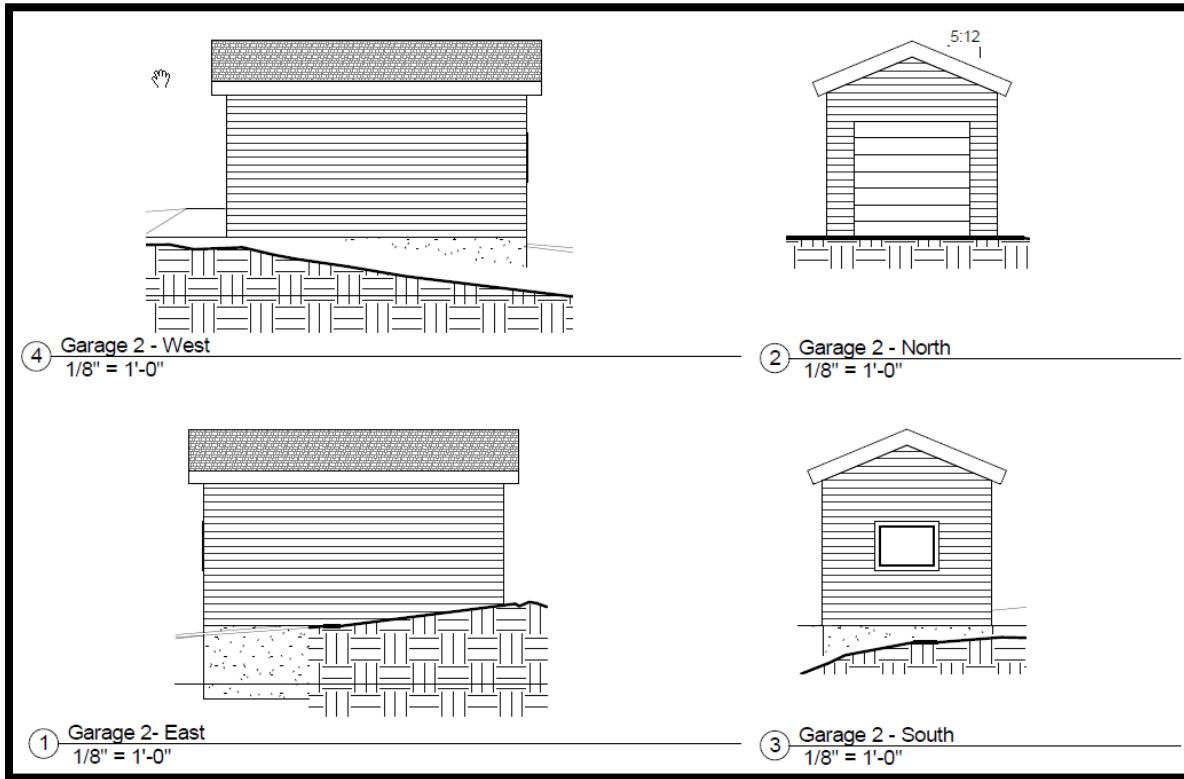 5:12
4
Garage 2 - West
1/8" = 1'-0"
2
Garage 2 - North
1/8" = 1'-0"
1
Garage 2- East
1/8" = 1'-0"
3
Garage 2 - South
1/8" = 1'-0"